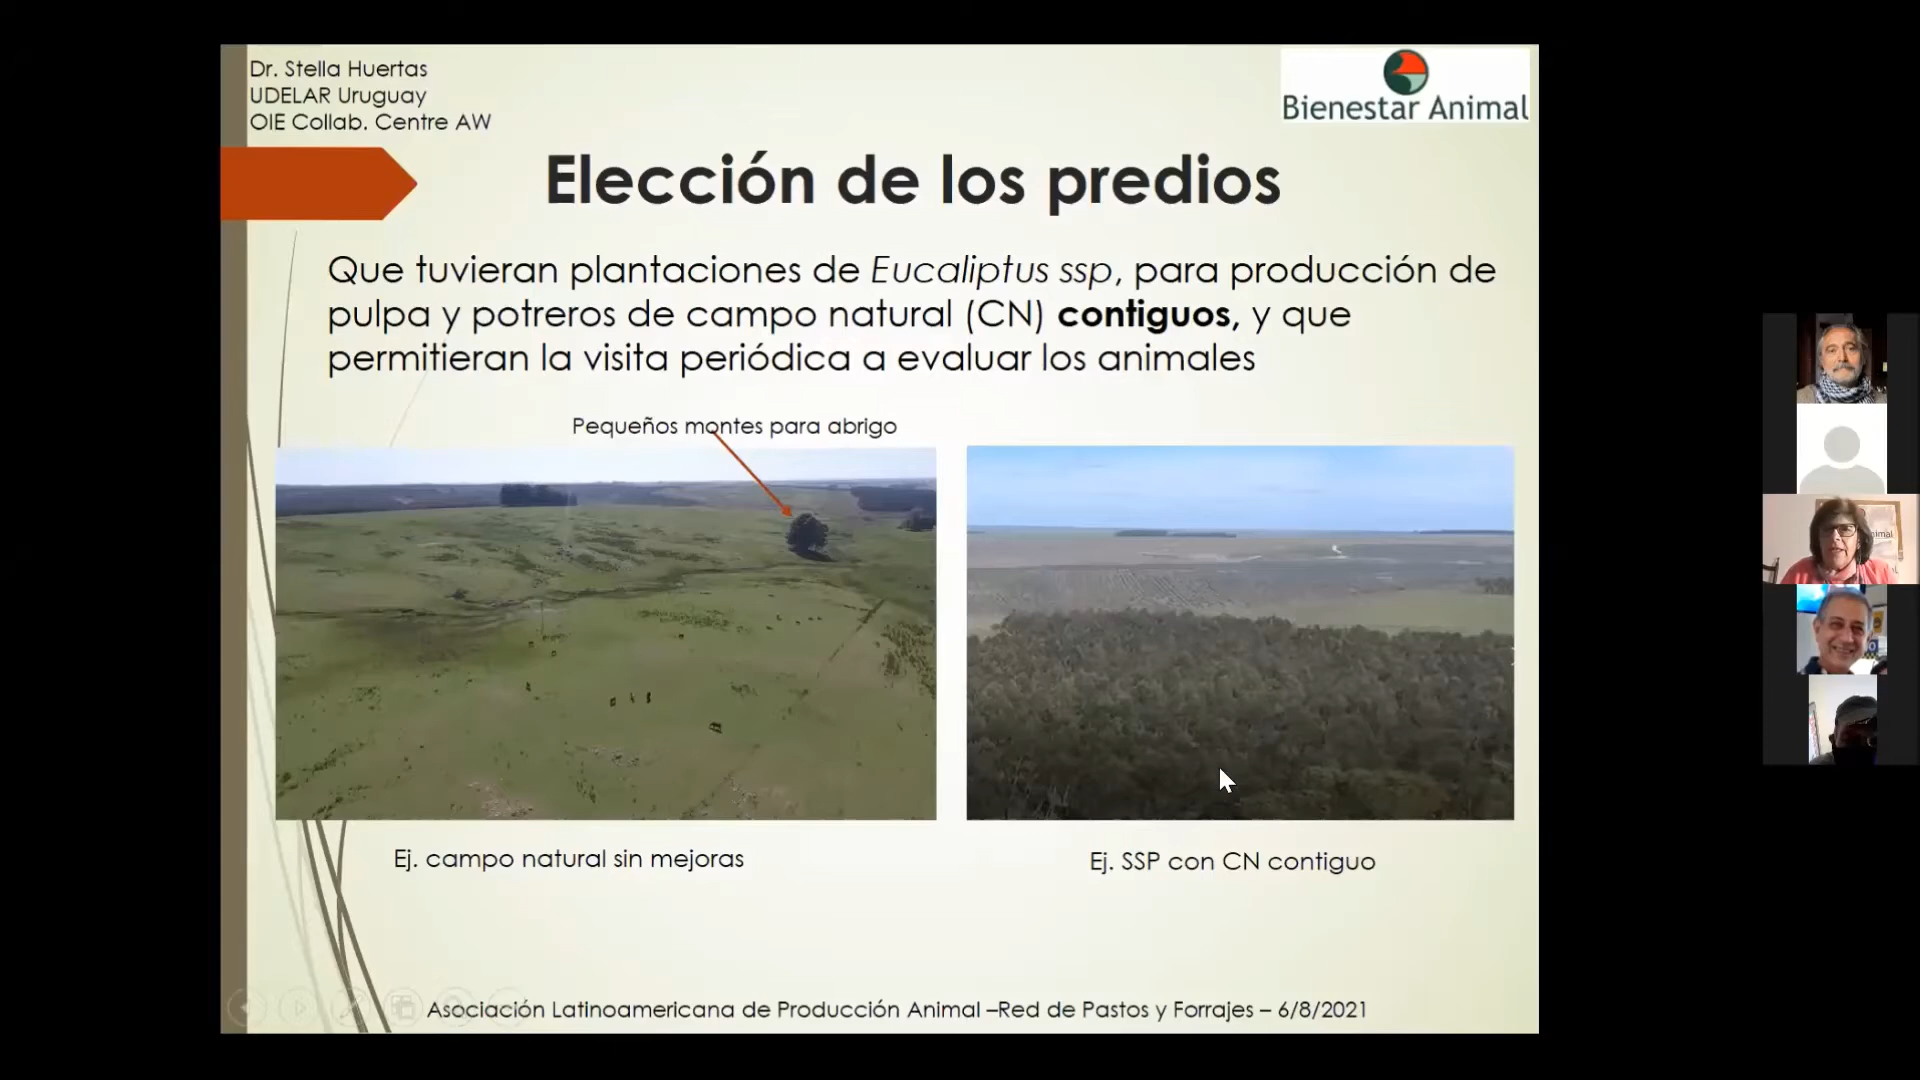 Dr. Stella Huertas
UDELAR Uruguay
OIE Collab. Centre AW
Bienestar Animal
Elección de los predios
Que tuvieran plantaciones de Eucaliptus ssp, para producción de
pulpa y potreros de campo natural (CN) contiguos, y que
permitieran la visita periódica a evaluar los animales
Pequeños montes para abrigo
Ej. campo natural sin mejoras
Ej. SSP con CN contiguo
Asociación Latinoamericana de Producción Animal –Red de Pastos y Forrajes – 6/8/2021